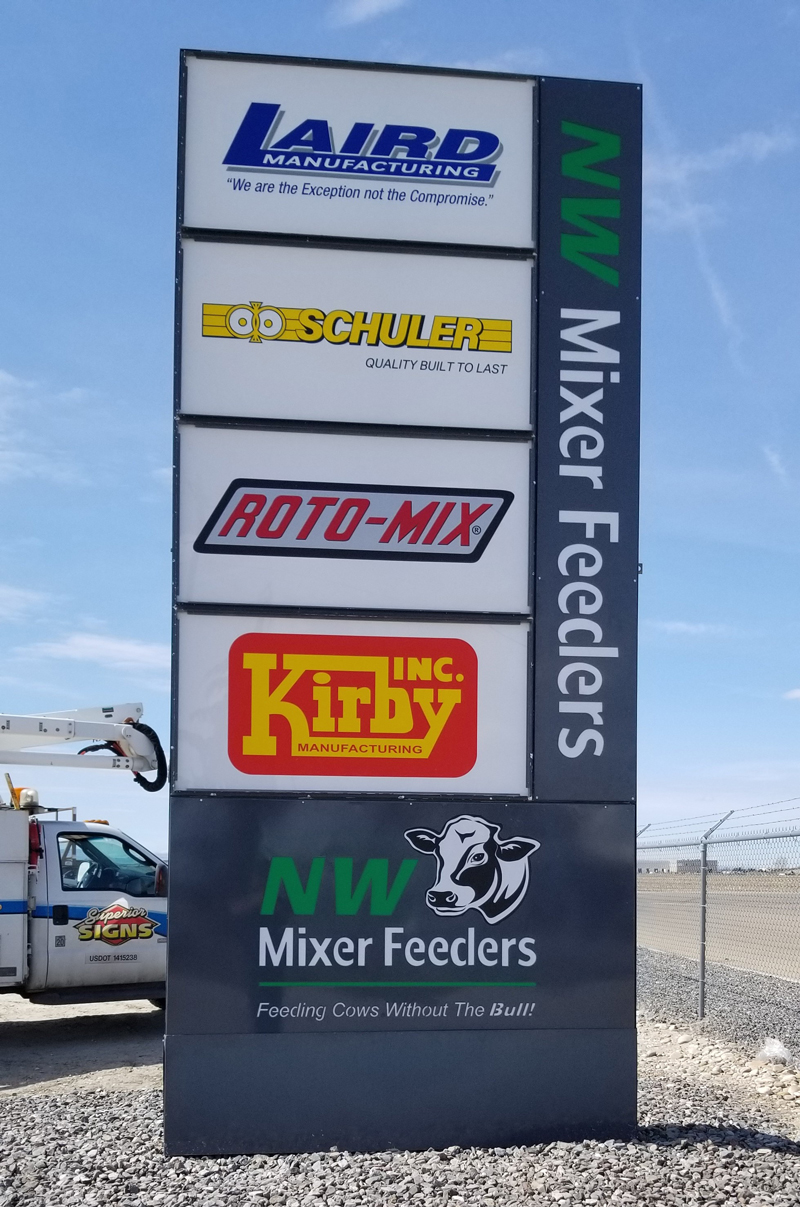 LAIRD
MANUFACTURING
“We are the Exception not the Compromise.”
SCHULER
QUALITY BUILT TO LAST
ROTO-MIX®
Kirby INC.
MANUFACTURING
NW Mixer Feeders
NW
Mixer Feeders
Feeding Cows Without The Bull!
Superior
SIGNS
USDOT 1415238